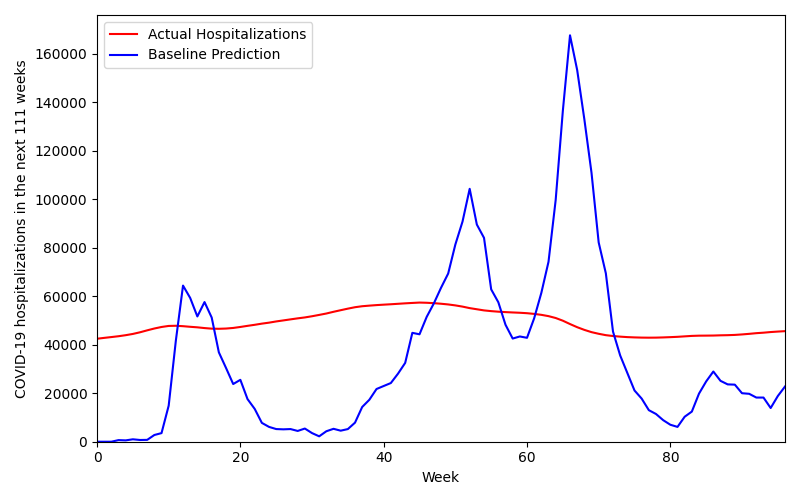 Actual Hospitalizations
Baseline Prediction
COVID-19 hospitalizations in the next 111 weeks
160000
140000
120000
100000
80000
60000
40000
20000
0
0 20 40 60 80
Week